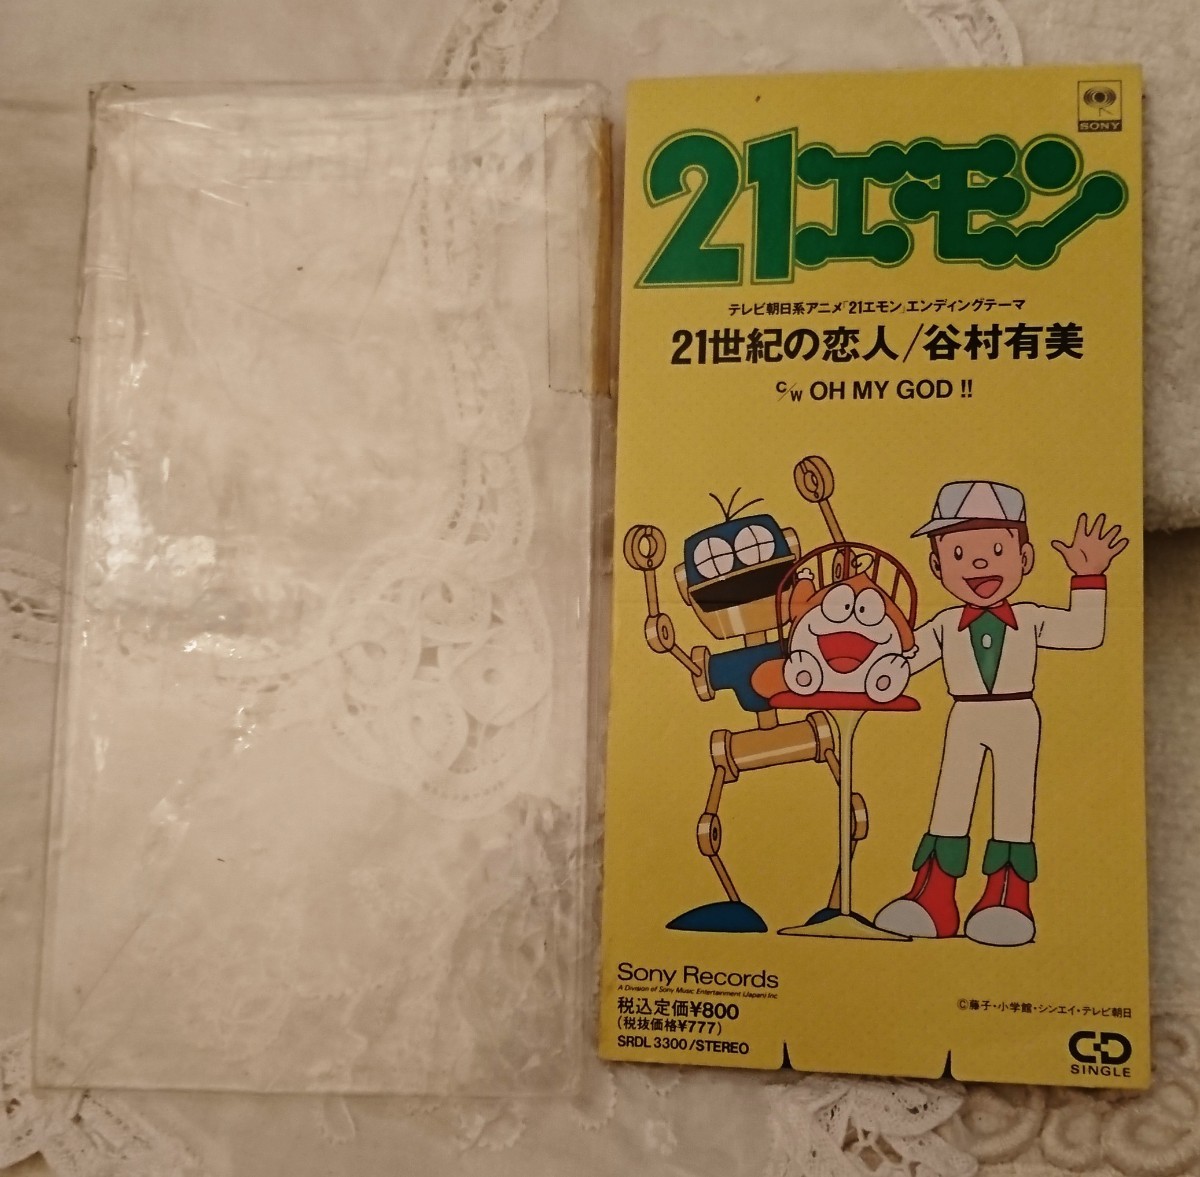 SONY
21エモン
テレビ朝日系アニメ「21エモン」エンディングテーマ
21世紀の恋人/谷村有美
c/w OH MY GOD !!
Sony Records
A Division of Sony Music Entertainment (Japan) Inc.
税込定価¥800
(税抜価格¥777)
SRDL 3300/STEREO
©藤子・小学館・シンエイ・テレビ朝日
CD
SINGLE